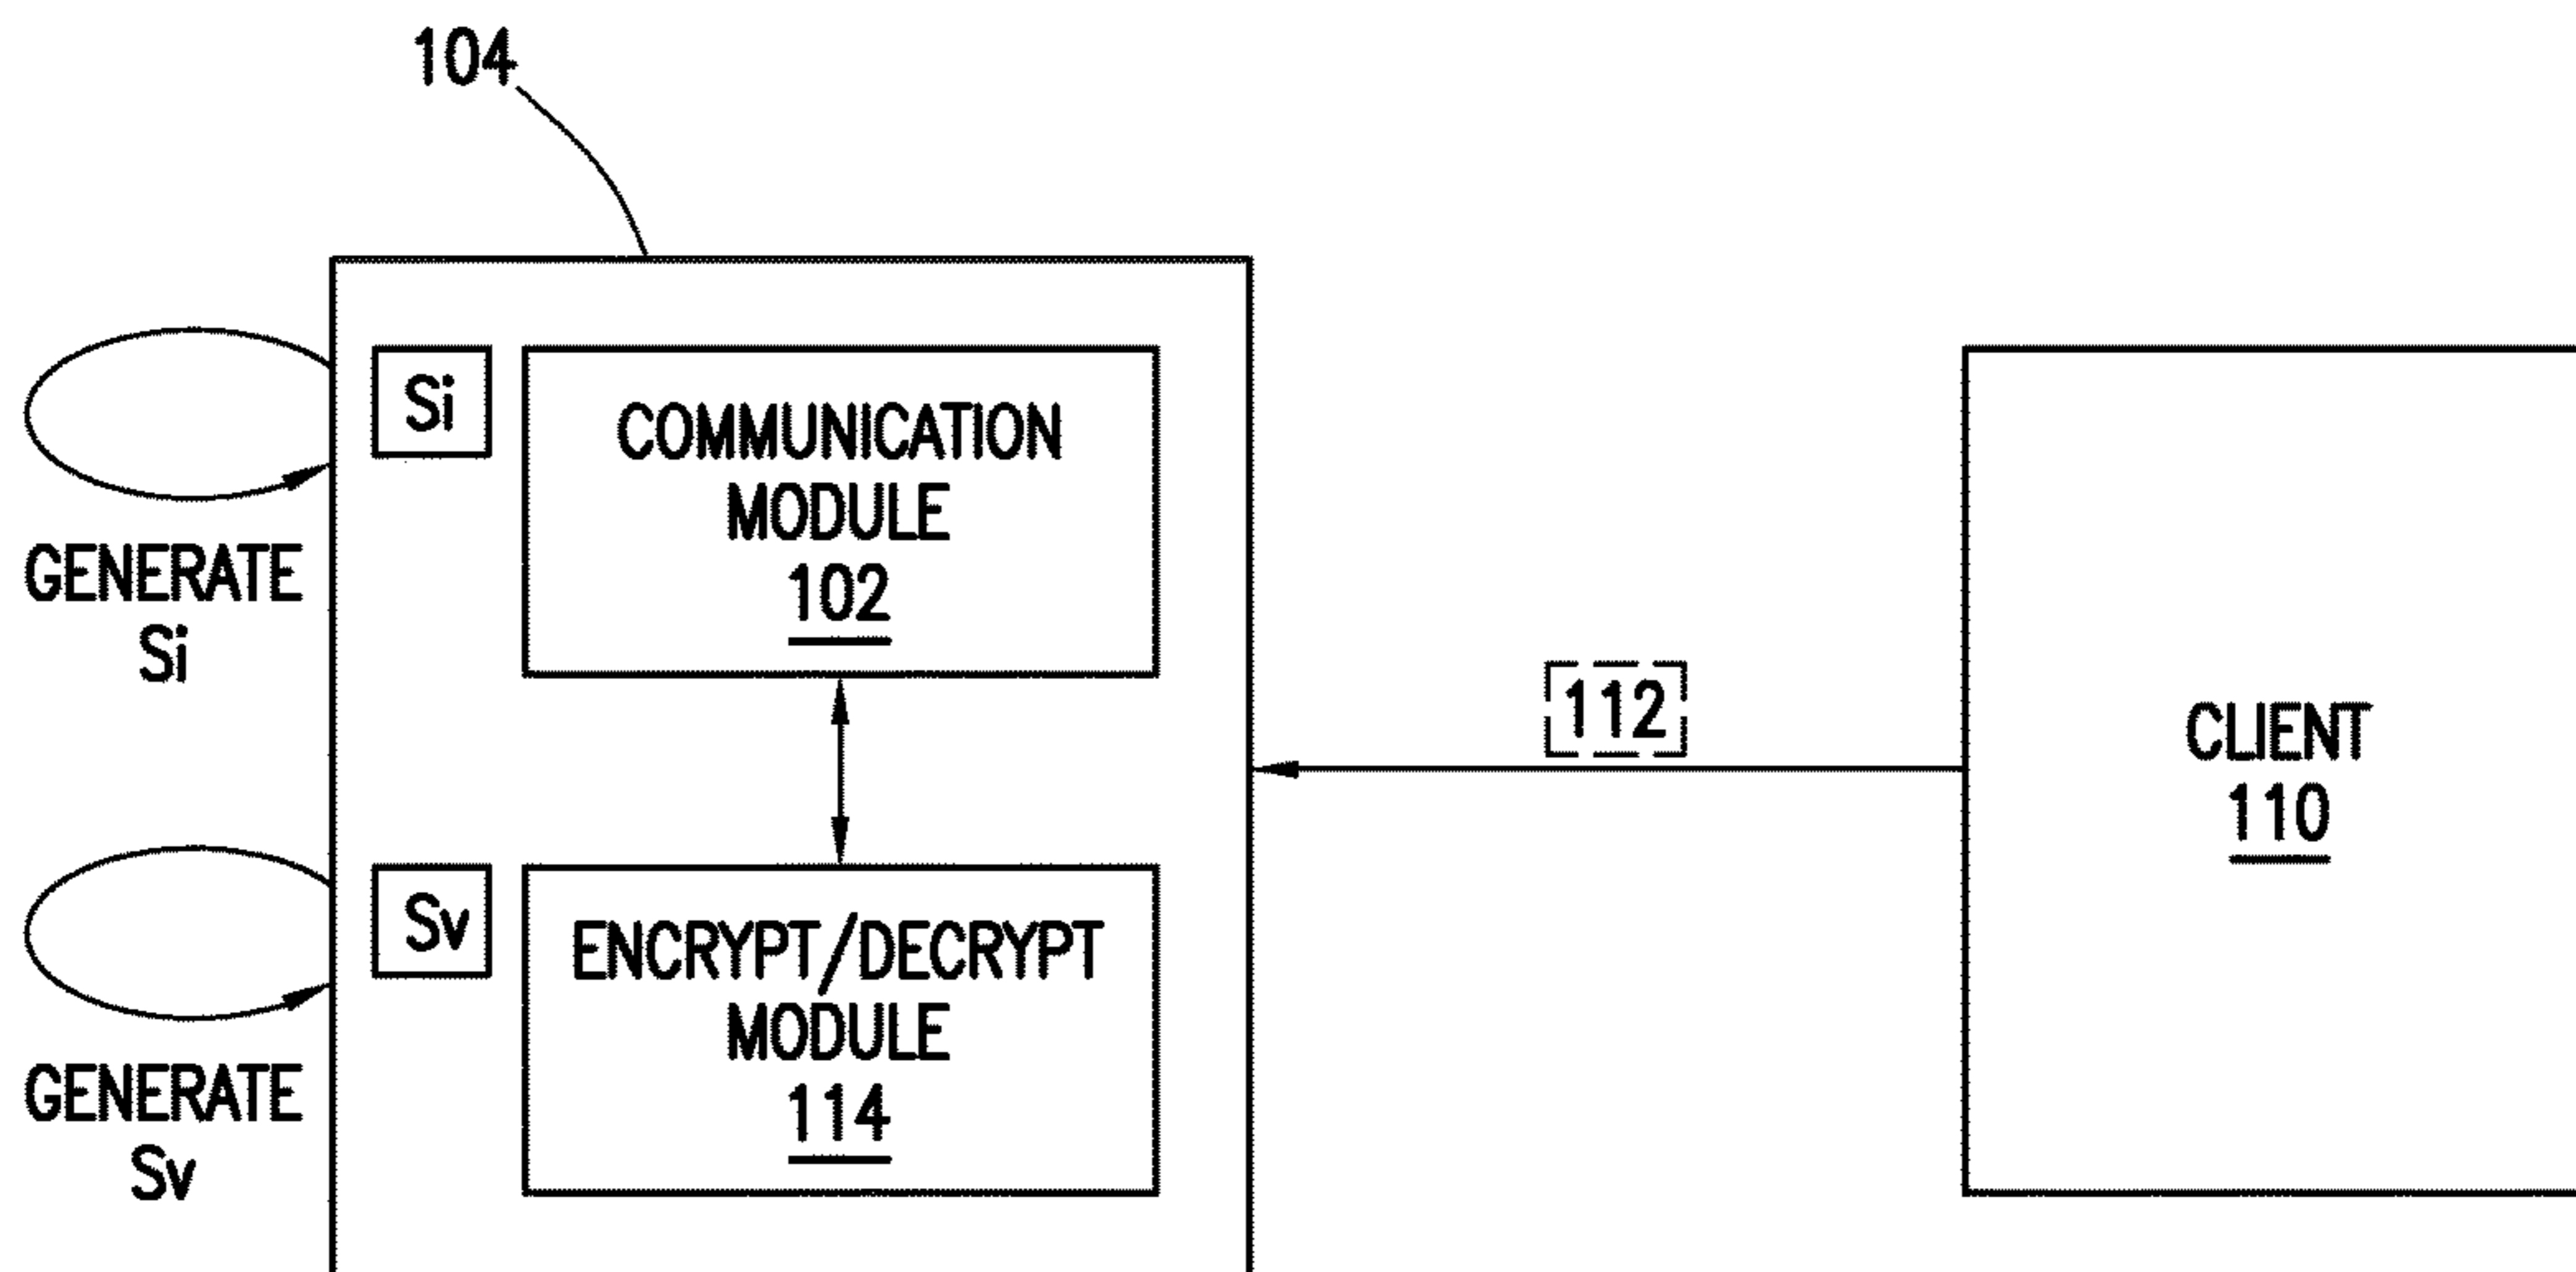 104
Si
COMMUNICATION
MODULE
102
GENERATE
Si
112
CLIENT
110
Sv
ENCRYPT/DECRYPT
MODULE
114
GENERATE
Sv